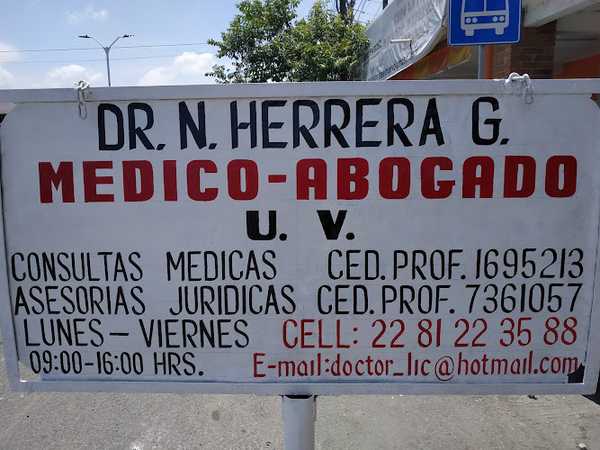 DR. N. HERRERA G.
MEDICO-ABOGADO
U. V.
CONSULTAS MEDICAS CED. PROF. 1695213
ASESORIAS JURIDICAS CED. PROF. 7361057
LUNES-VIERNES CELL: 22 81 22 35 88
09:00-16:00 HRS. E-mail:doctor_lic@hotmail.com